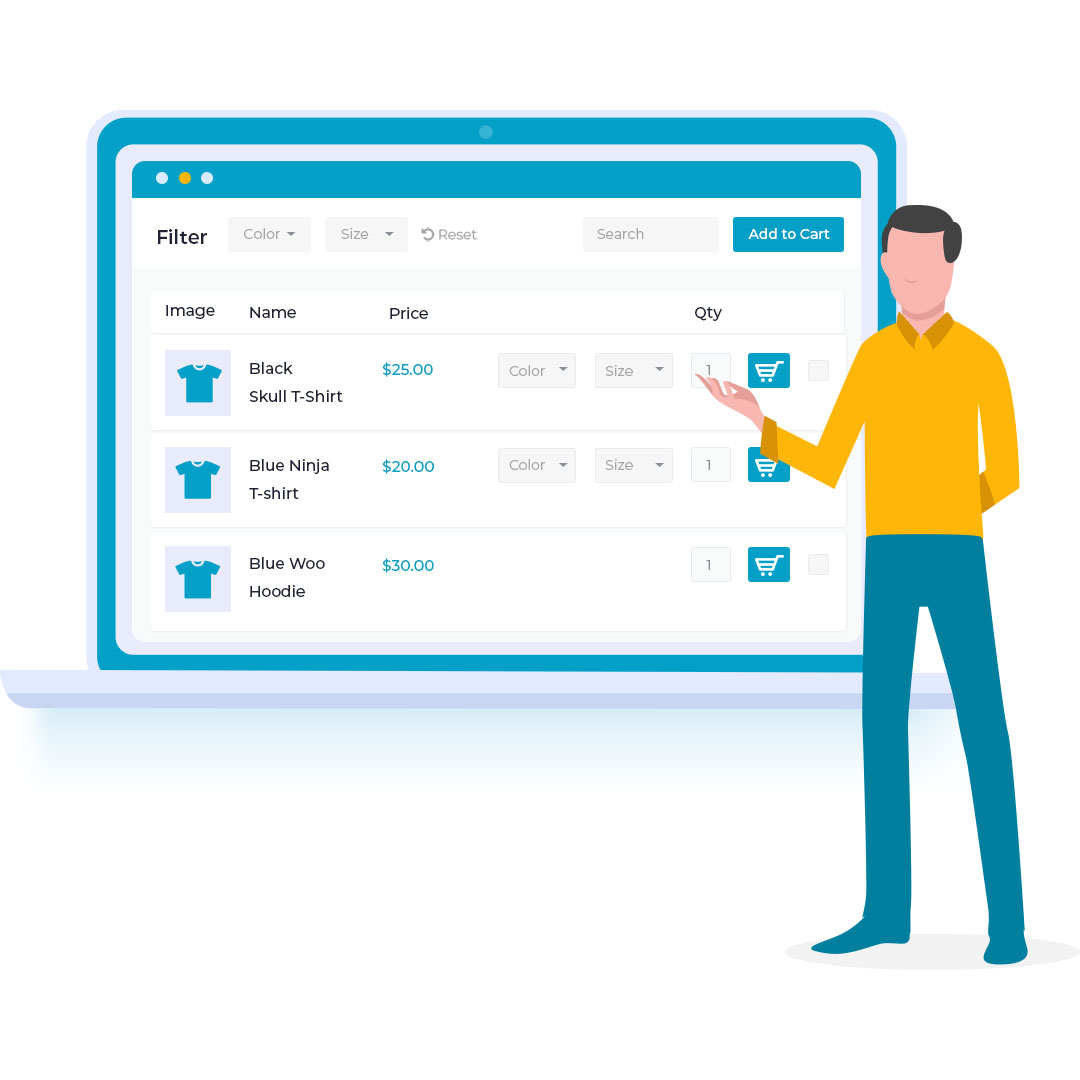 Filter Color Size Reset Search Add to Cart
Image Name Price Qty
Black $25.00 Color Size 1
Skull T-Shirt
Blue Ninja $20.00 Color Size 1
T-shirt
Blue Woo $30.00 1
Hoodie